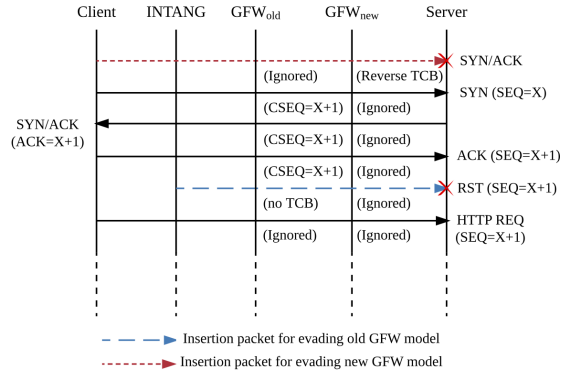 Client INTANG GFWold GFWnew Server
SYN/ACK
(Ignored) (Reverse TCB)
SYN (SEQ=X)
(CSEQ=X+1) (Ignored)
SYN/ACK
(ACK=X+1)
(CSEQ=X+1) (Ignored)
ACK (SEQ=X+1)
(CSEQ=X+1) (Ignored)
RST (SEQ=X+1)
(no TCB) (Ignored)
HTTP REQ
(SEQ=X+1)
(Ignored) (Ignored)
Insertion packet for evading old GFW model
Insertion packet for evading new GFW model